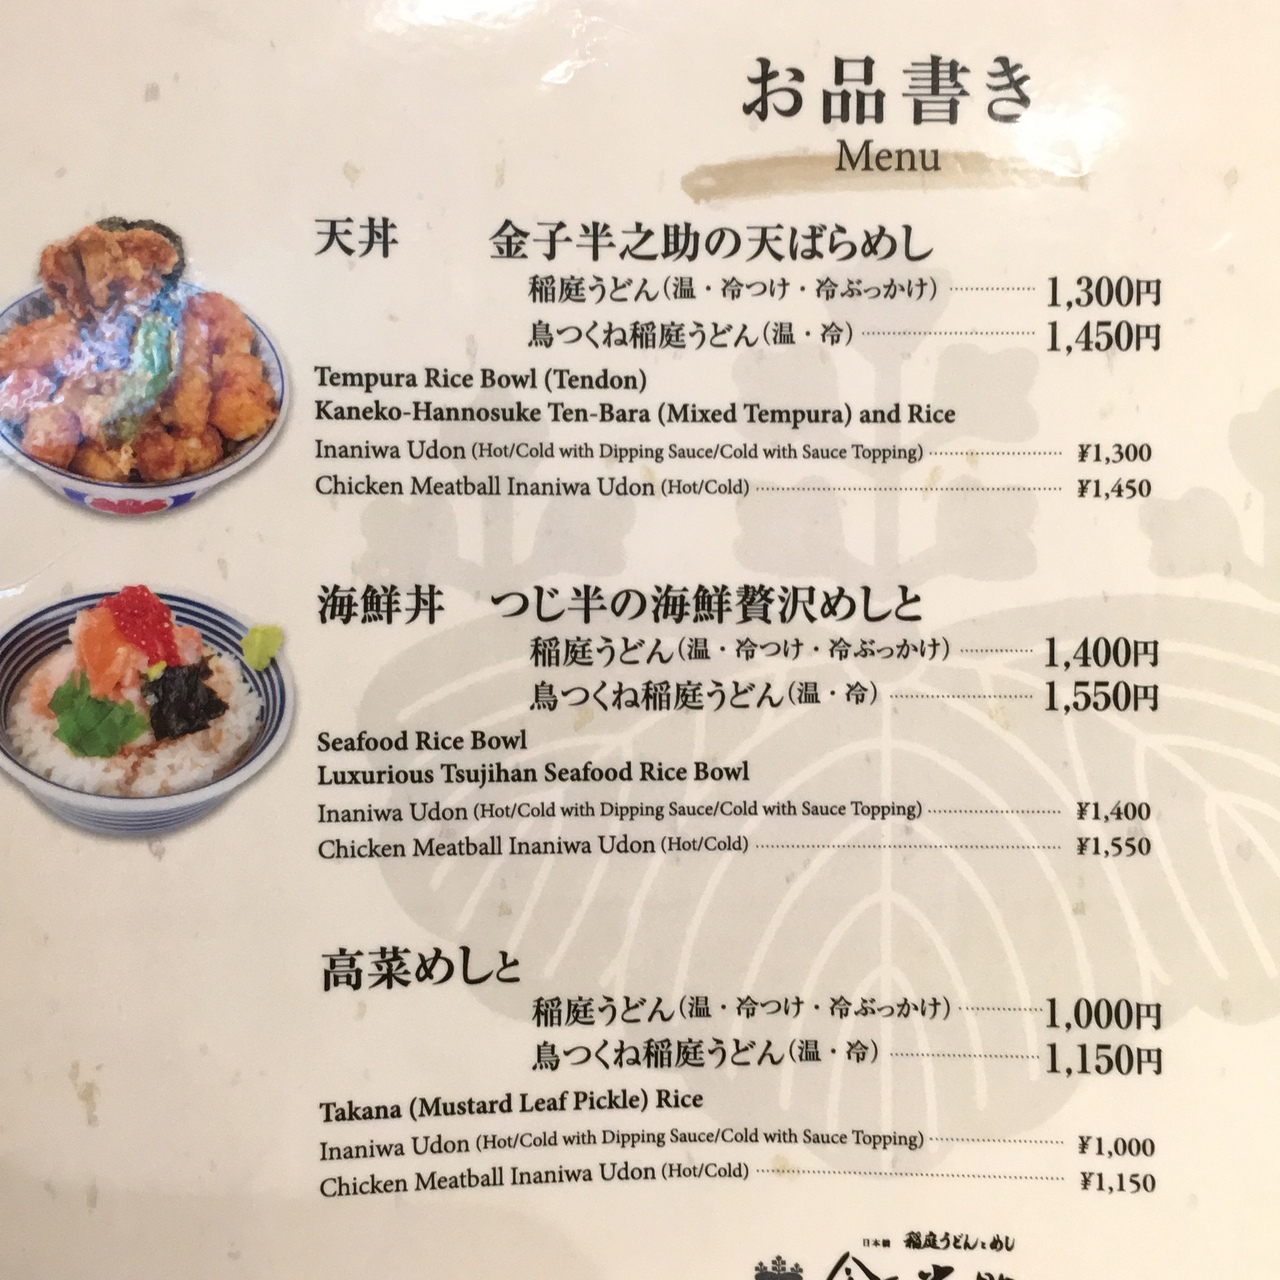 お品書き
Menu
天丼 金子半之助の天ばらめし
稲庭うどん(温・冷つけ・冷ぶっかけ) 1,300円
鳥つくね稲庭うどん(温・冷) 1,450円
Tempura Rice Bowl (Tendon)
Kaneko-Hannosuke Ten-Bara (Mixed Tempura) and Rice
Inaniwa Udon (Hot/Cold with Dipping Sauce/Cold with Sauce Topping) ¥1,300
Chicken Meatball Inaniwa Udon (Hot/Cold) ¥1,450
海鮮丼 つじ半の海鮮贅沢めしと
稲庭うどん(温・冷つけ・冷ぶっかけ) 1,400円
鳥つくね稲庭うどん(温・冷) 1,550円
Seafood Rice Bowl
Luxurious Tsujihan Seafood Rice Bowl
Inaniwa Udon (Hot/Cold with Dipping Sauce/Cold with Sauce Topping) ¥1,400
Chicken Meatball Inaniwa Udon (Hot/Cold) ¥1,550
高菜めしと
稲庭うどん(温・冷つけ・冷ぶっかけ) 1,000円
鳥つくね稲庭うどん(温・冷) 1,150円
Takana (Mustard Leaf Pickle) Rice
Inaniwa Udon (Hot/Cold with Dipping Sauce/Cold with Sauce Topping) ¥1,000
Chicken Meatball Inaniwa Udon (Hot/Cold) ¥1,150
日本橋 稲庭うどんとめし